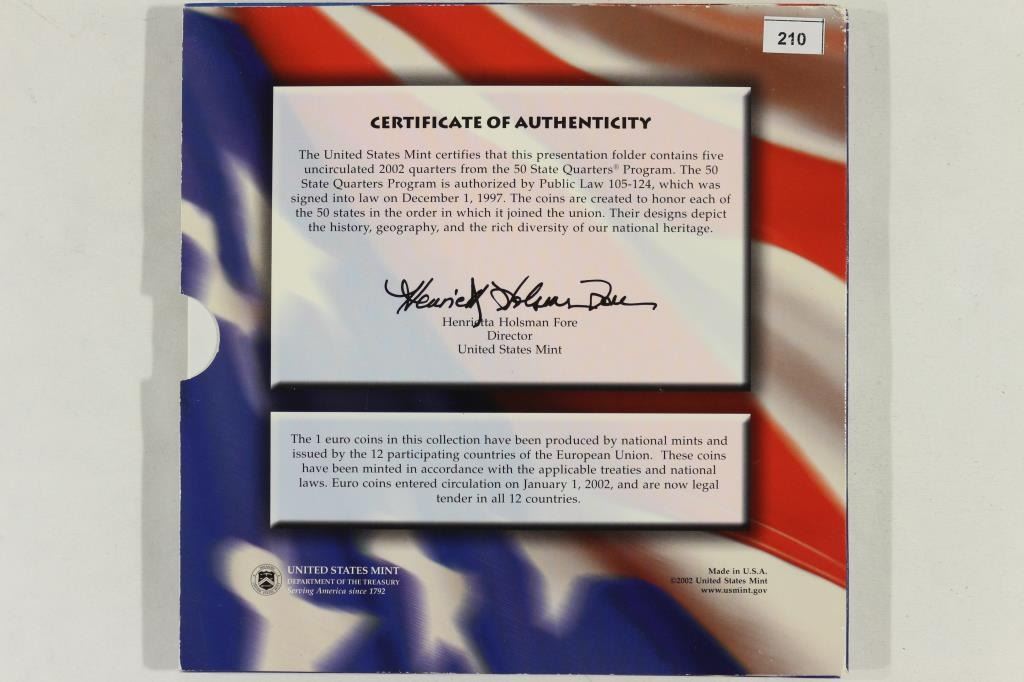 210
CERTIFICATE OF AUTHENTICITY
The United States Mint certifies that this presentation folder contains five
uncirculated 2002 quarters from the 50 State Quarters® Program. The 50
State Quarters Program is authorized by Public Law 105-124, which was
signed into law on December 1, 1997. The coins are created to honor each of
the 50 states in the order in which it joined the union. Their designs depict
the history, geography, and the rich diversity of our national heritage.
Henrietta Holsman Fore
Henrietta Holsman Fore
Director
United States Mint
The 1 euro coins in this collection have been produced by national mints and
issued by the 12 participating countries of the European Union. These coins
have been minted in accordance with the applicable treaties and national
laws. Euro coins entered circulation on January 1, 2002, and are now legal
tender in all 12 countries.
UNITED STATES MINT
DEPARTMENT OF THE TREASURY
Serving America since 1792
Made in U.S.A.
©2002 United States Mint
www.usmint.gov